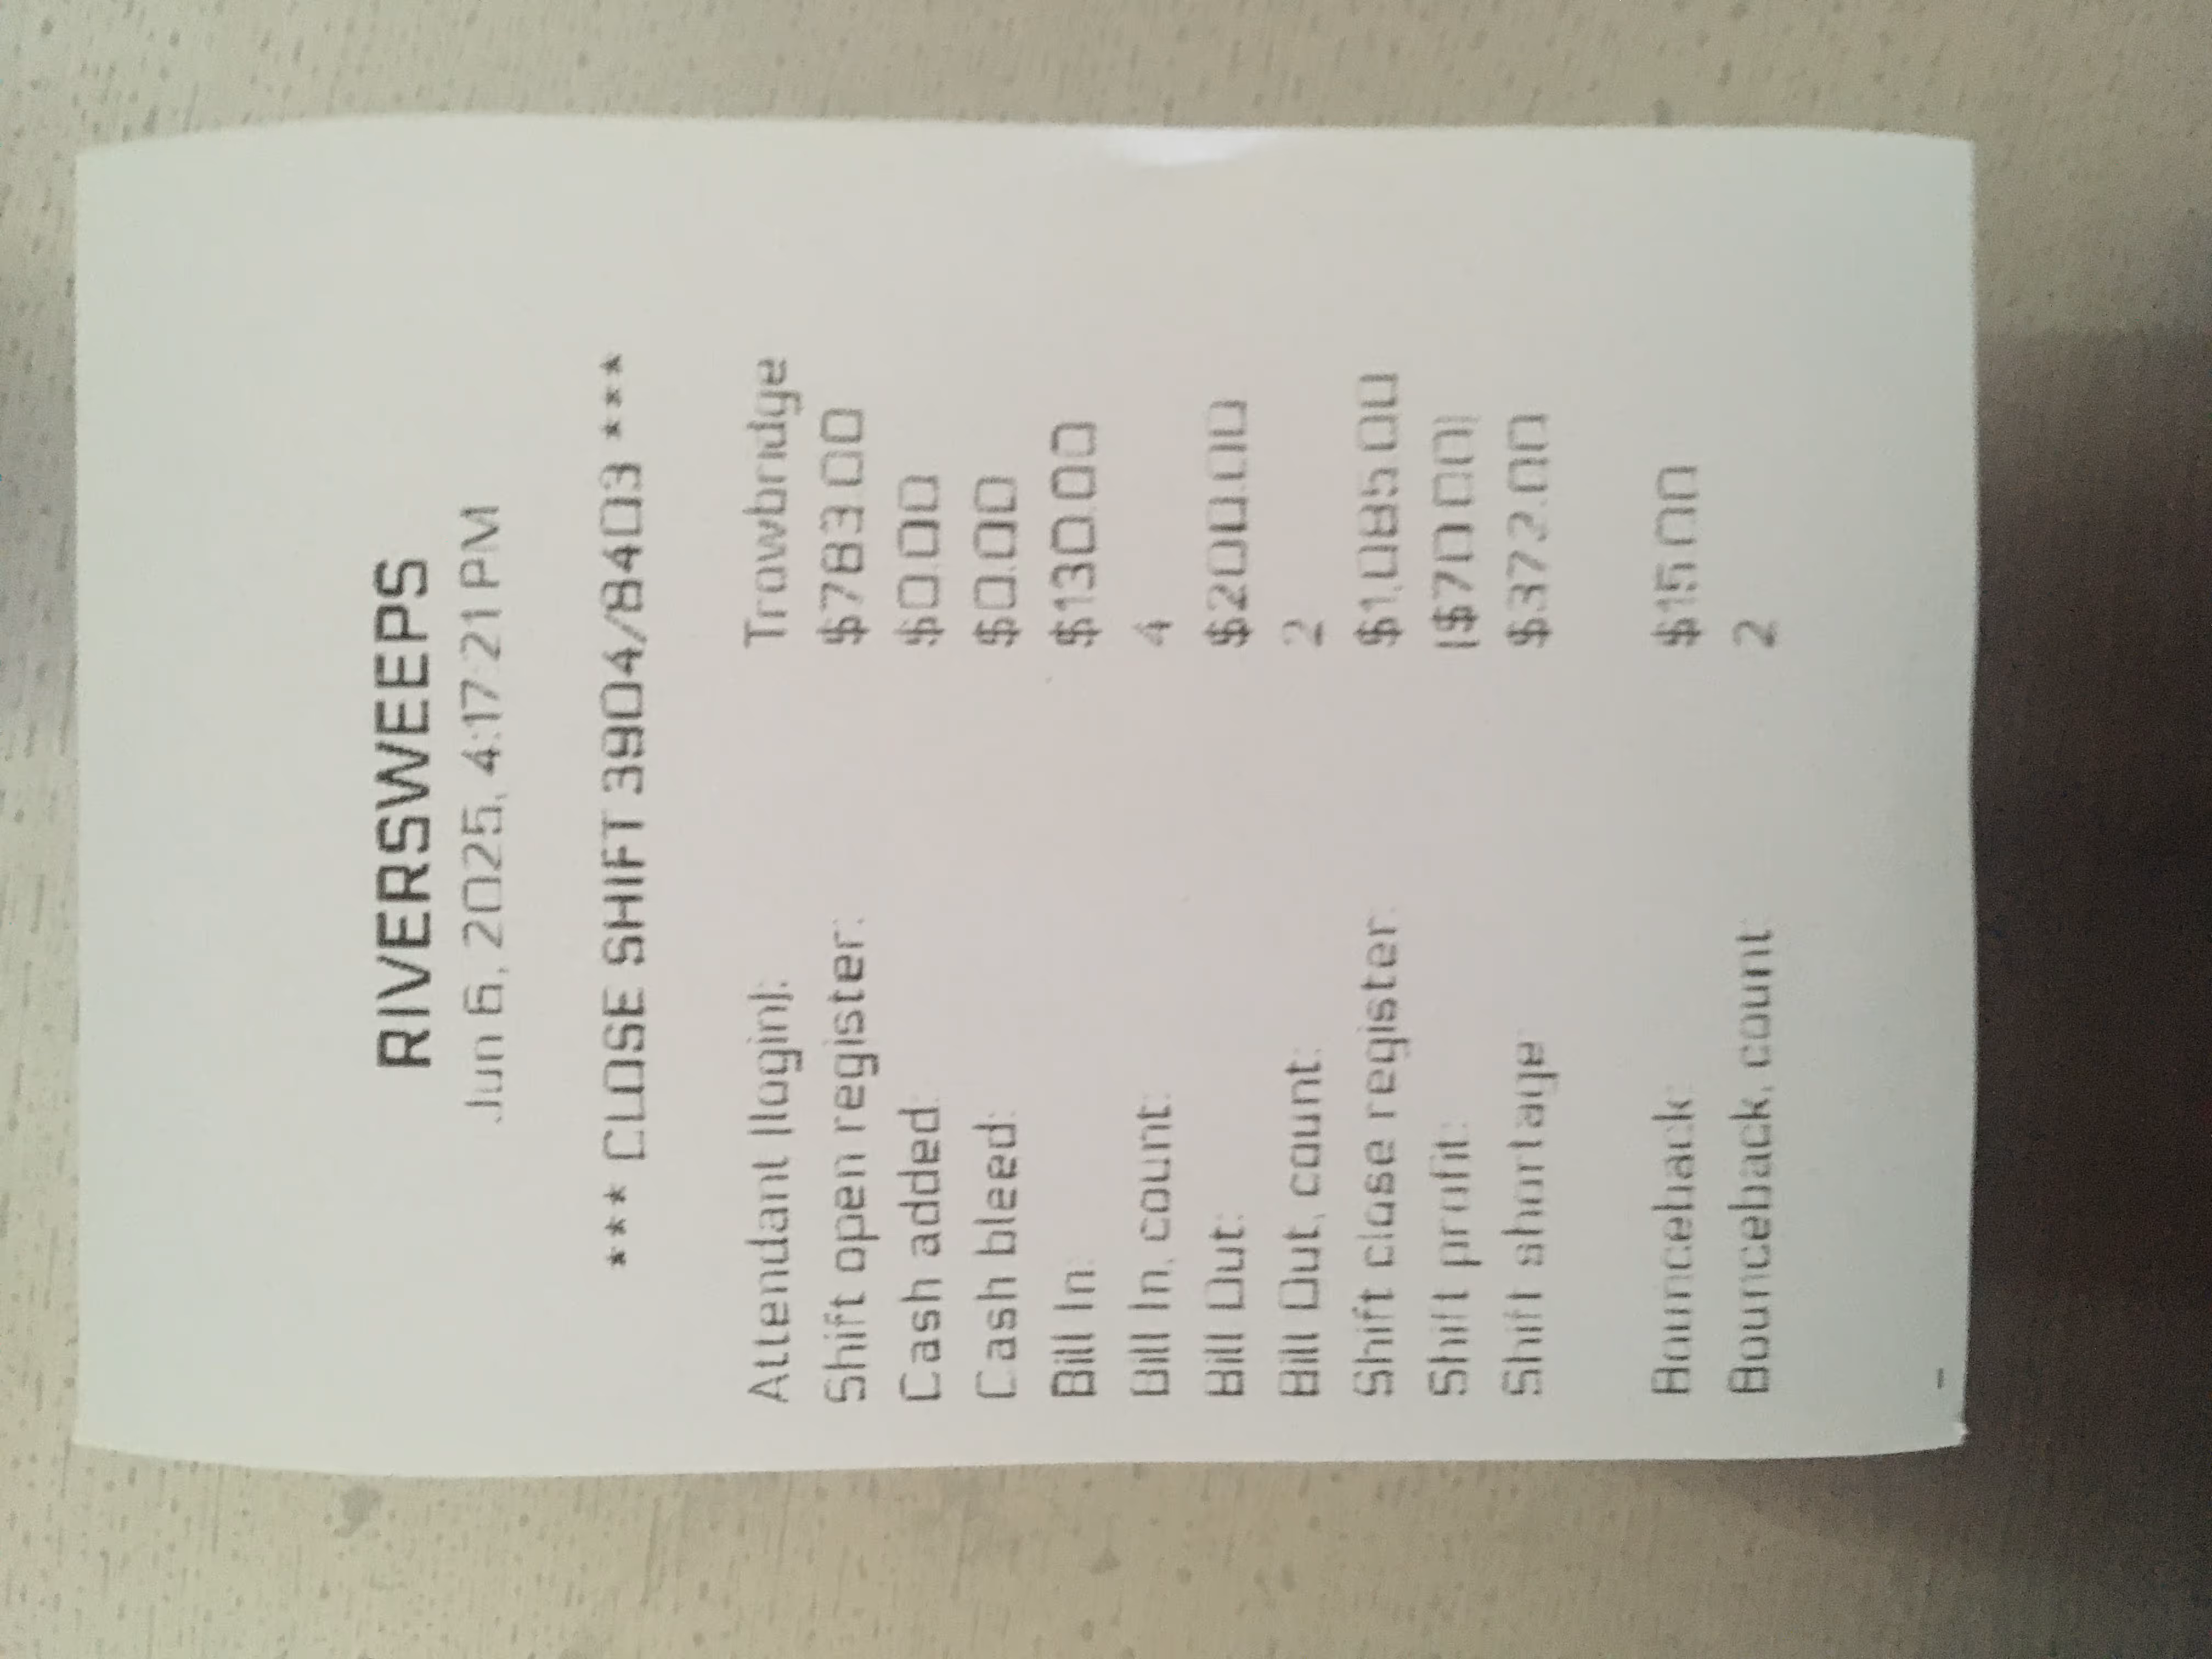 RIVERSWEEPS
Jun 6, 2025, 4:17:21 PM
*** CLOSE SHIFT 3904/8403 ***
Attendant (login): Trowbridge
Shift open register: $783.00
Cash added: $0.00
Cash bleed: $0.00
Bill In: $130.00
Bill In, count: 4
Bill Out: $200.00
Bill Out, count: 2
Shift close register: $1,085.00
Shift profit: ($70.00)
Shift shortage: $372.00
Bounceback: $15.00
Bounceback, count: 2